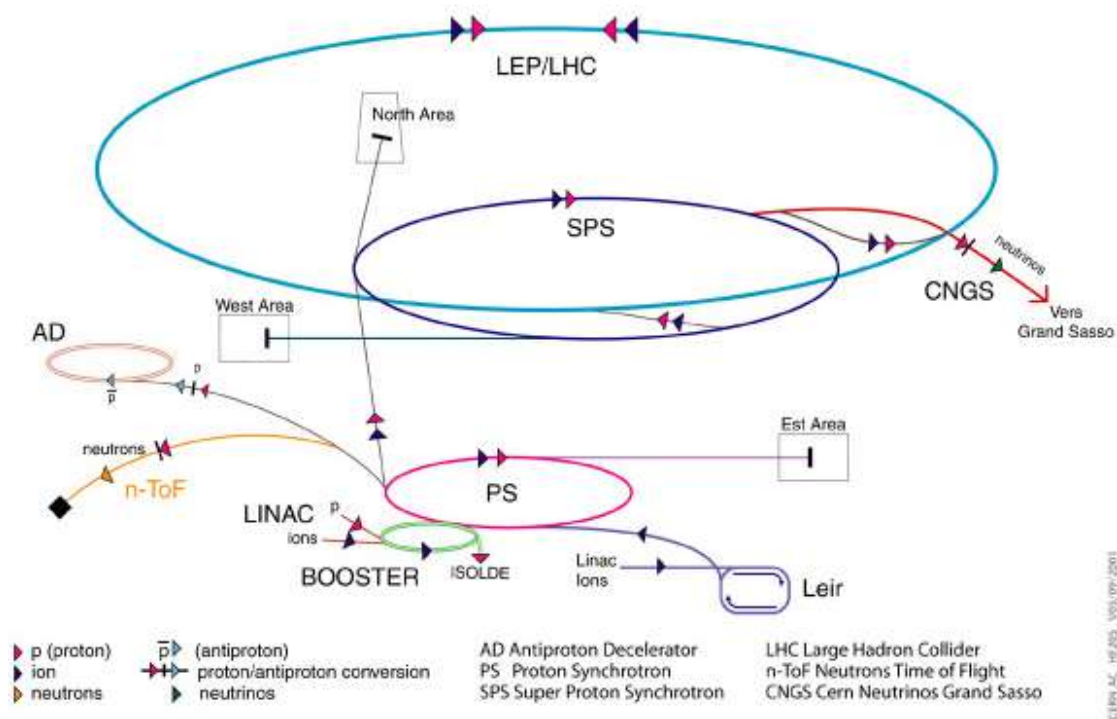 LEP/LHC
North Area
SPS
neutrinos
CNGS
Vers
Grand Sasso
West Area
AD
p
p
neutrons
n-ToF
Est Area
PS
LINAC
p
ions
BOOSTER
ISOLDE
Linac
Ions
Leir
p (proton)
ion
neutrons
p (antiproton)
proton/antiproton conversion
neutrinos
AD Antiproton Decelerator
PS Proton Synchrotron
SPS Super Proton Synchrotron
LHC Large Hadron Collider
n-ToF Neutrons Time of Flight
CNGS Cern Neutrinos Grand Sasso